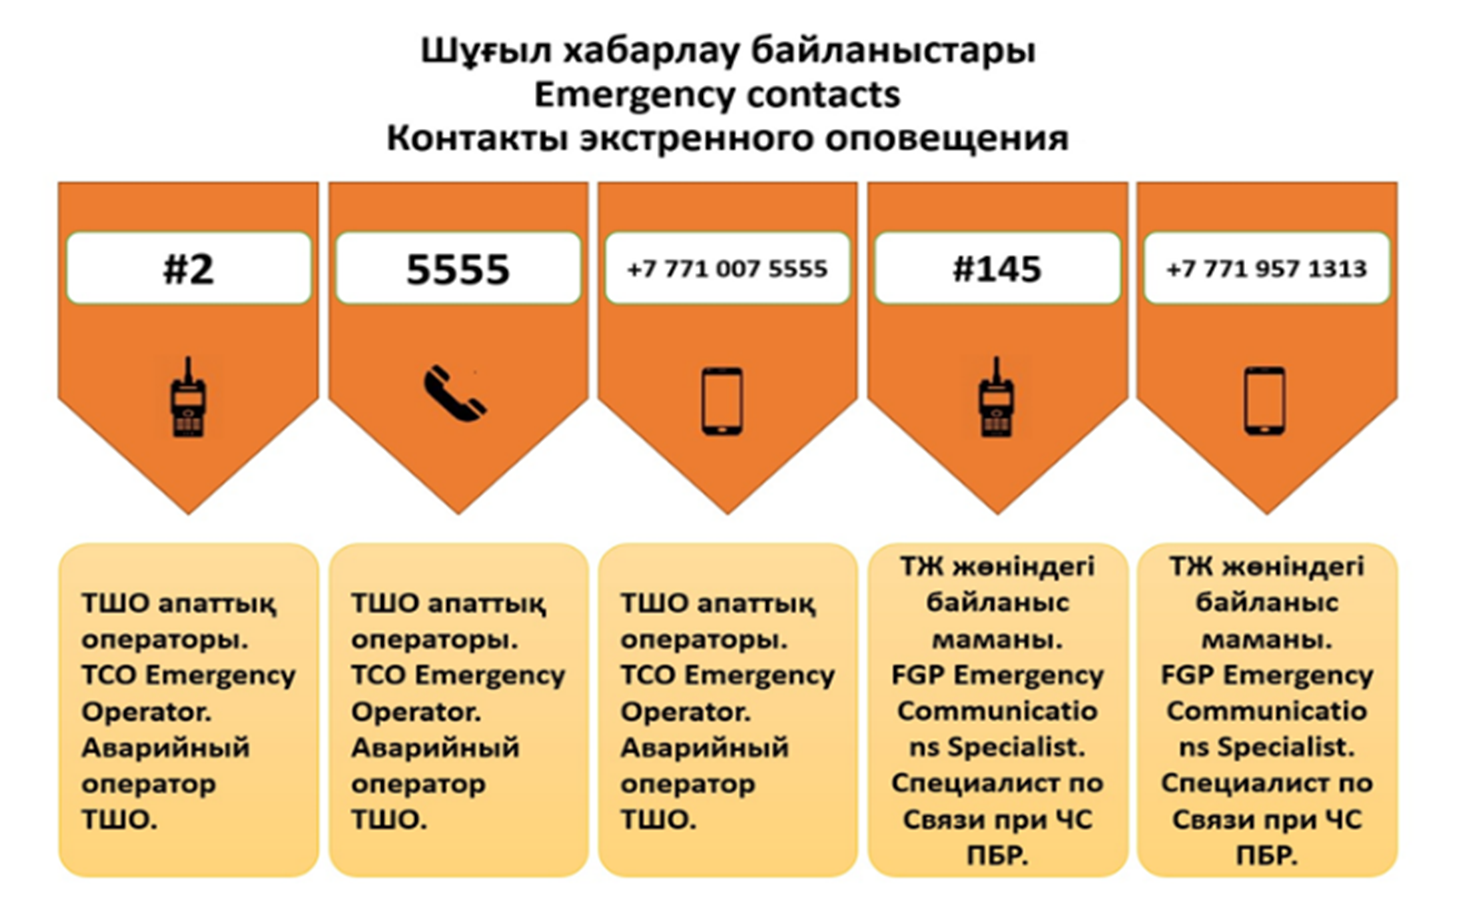 Шұғыл хабарлау байланыстары
Emergency contacts
Контакты экстренного оповещения
#2
5555
+7 771 007 5555
#145
+7 771 957 1313
ТШО апаттық
операторы.
TCO Emergency
Operator.
Аварийный
оператор
ТШО.
ТШО апаттық
операторы.
TCO Emergency
Operator.
Аварийный
оператор
ТШО.
ТШО апаттық
операторы.
TCO Emergency
Operator.
Аварийный
оператор
ТШО.
ТЖ жөніндегі
байланыс
маманы.
FGP Emergency
Communicatio
ns Specialist.
Специалист по
Связи при ЧС
ПБР.
ТЖ жөніндегі
байланыс
маманы.
FGP Emergency
Communicatio
ns Specialist.
Специалист по
Связи при ЧС
ПБР.